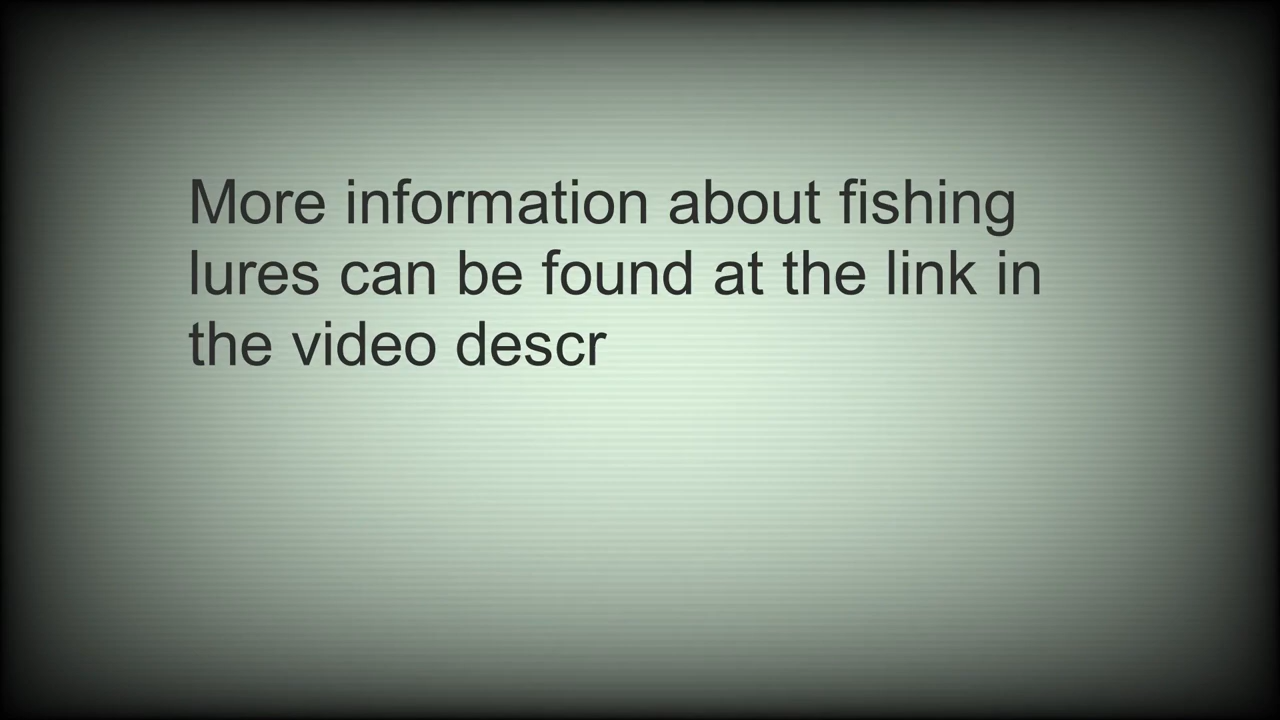 More information about fishing
lures can be found at the link in
the video descr